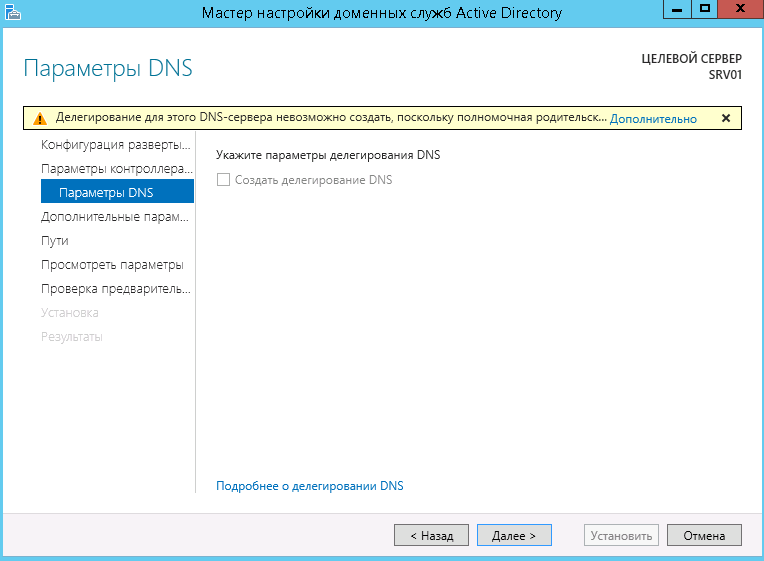 Мастер настройки доменных служб Active Directory
Параметры DNS
ЦЕЛЕВОЙ СЕРВЕР
SRV01
Делегирование для этого DNS-сервера невозможно создать, поскольку полномочная родительск... Дополнительно
Конфигурация разверты...
Параметры контроллера...
Параметры DNS
Дополнительные парам...
Пути
Просмотреть параметры
Проверка предваритель...
Установка
Результаты
Укажите параметры делегирования DNS
Создать делегирование DNS
Подробнее о делегировании DNS
< Назад
Далее >
Установить
Отмена